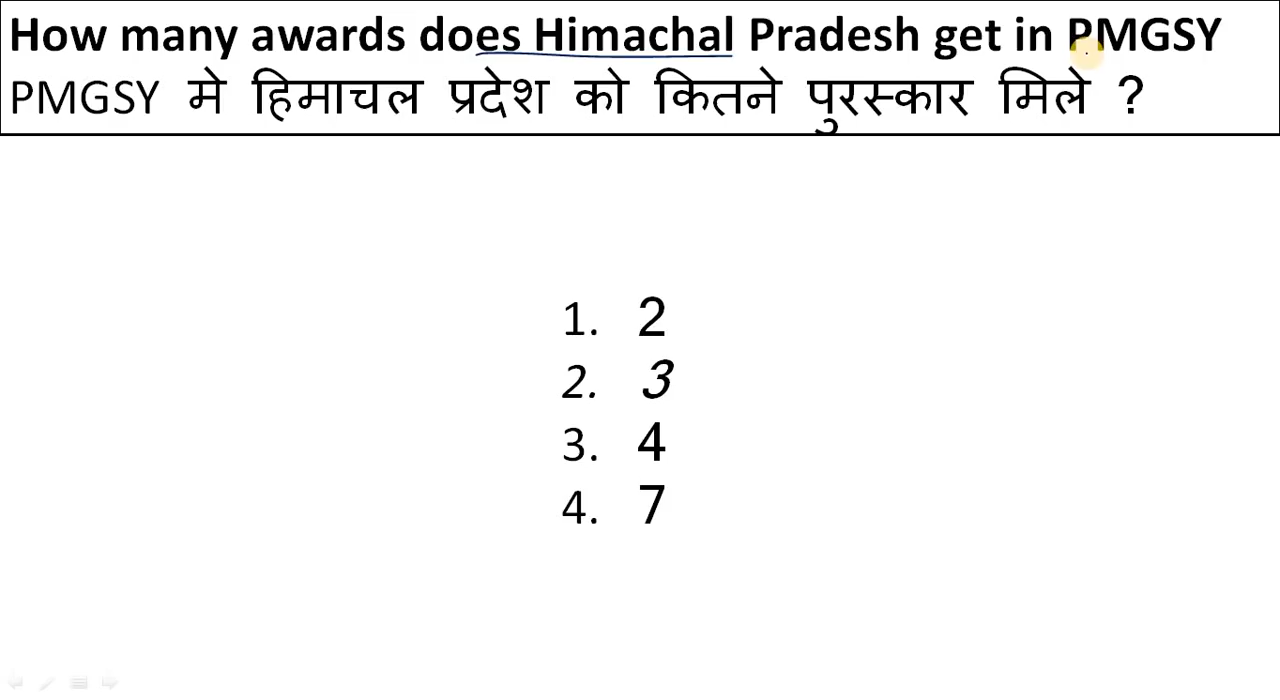 How many awards does Himachal Pradesh get in PMGSY
PMGSY मे हिमाचल प्रदेश को कितने पुरस्कार मिले ?
1. 2
2. 3
3. 4
4. 7